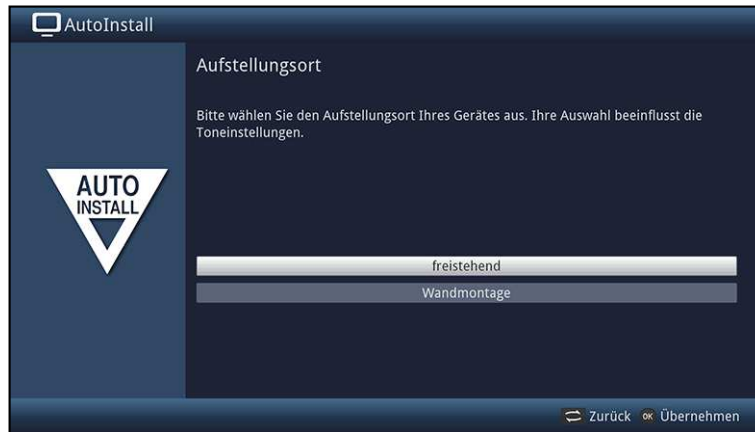 AutoInstall
Aufstellungsort
Bitte wählen Sie den Aufstellungsort Ihres Gerätes aus. Ihre Auswahl beeinflusst die
Toneinstellungen.
AUTO
INSTALL
freistehend
Wandmontage
Zurück OK Übernehmen